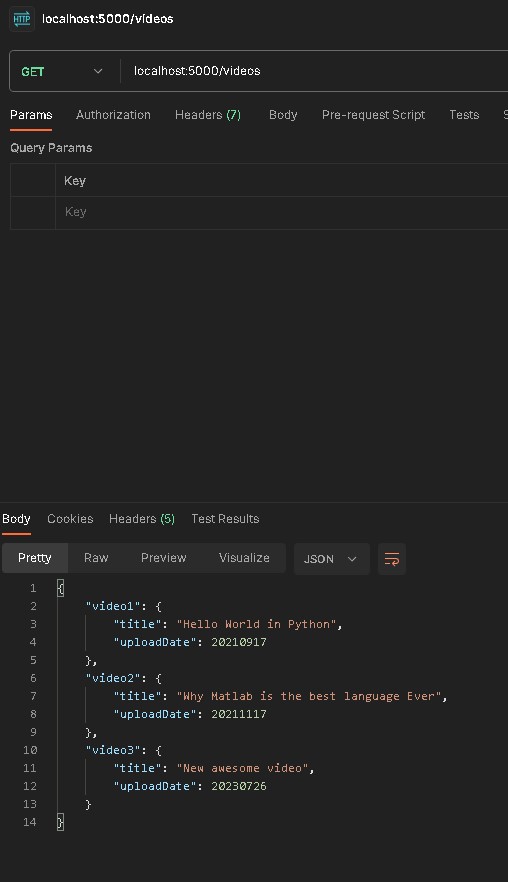 HTTP localhost:5000/videos
GET localhost:5000/videos
Params Authorization Headers (7) Body Pre-request Script Tests S
Query Params
Key
Key
Body Cookies Headers (5) Test Results
Pretty Raw Preview Visualize JSON
1 {
2 "video1": {
3 "title": "Hello World in Python",
4 "uploadDate": 20210917
5 },
6 "video2": {
7 "title": "Why Matlab is the best language Ever",
8 "uploadDate": 20211117
9 },
10 "video3": {
11 "title": "New awesome video",
12 "uploadDate": 20230726
13 }
14 }